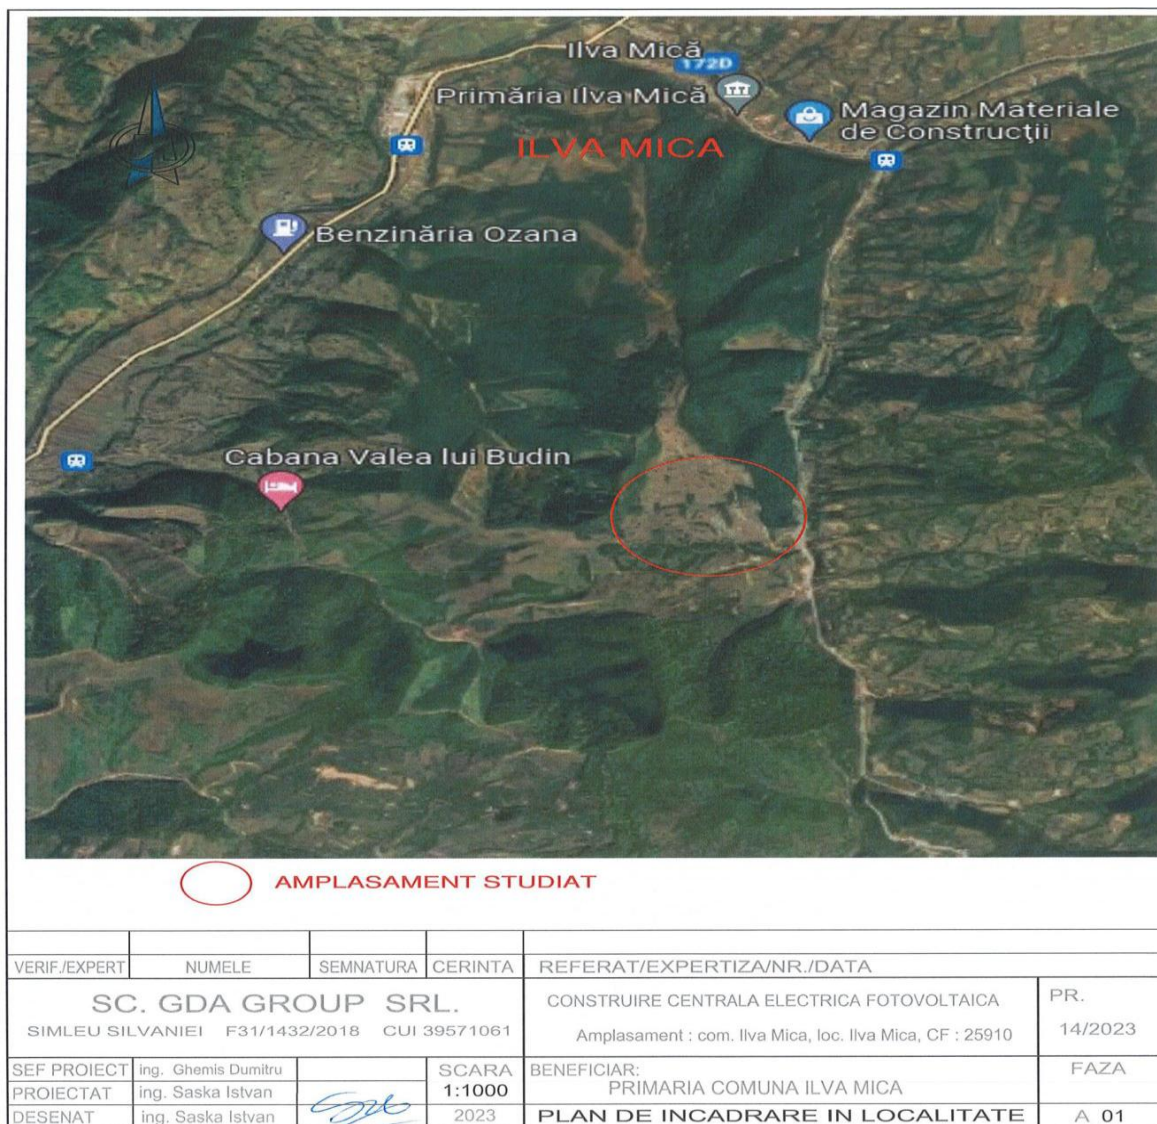 Ilva Mică
172D
Primăria Ilva Mică
Magazin Materiale
de Construcții
ILVA MICA
Benzinăria Ozana
Cabana Valea lui Budin
AMPLASAMENT STUDIAT
VERIF./EXPERT NUMELE SEMNATURA CERINTA REFERAT/EXPERTIZA/NR./DATA
SC. GDA GROUP SRL.
SIMLEU SILVANIEI F31/1432/2018 CUI 39571061
CONSTRUIRE CENTRALA ELECTRICA FOTOVOLTAICA
Amplasament : com. Ilva Mica, loc. Ilva Mica, CF : 25910
PR.
14/2023
SEF PROIECT ing. Ghemis Dumitru
PROIECTAT ing. Saska Istvan
DESENAT ing. Saska Istvan
SCARA
1:1000
2023
BENEFICIAR:
PRIMARIA COMUNA ILVA MICA
PLAN DE INCADRARE IN LOCALITATE
FAZA
A 01